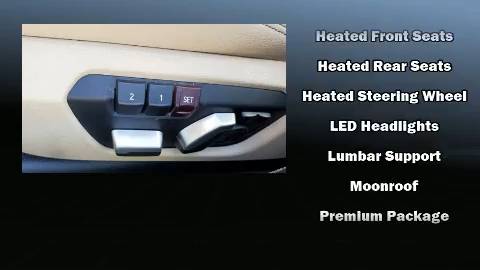 2 1 SET
Heated Front Seats
Heated Rear Seats
Heated Steering Wheel
LED Headlights
Lumbar Support
Moonroof
Premium Package